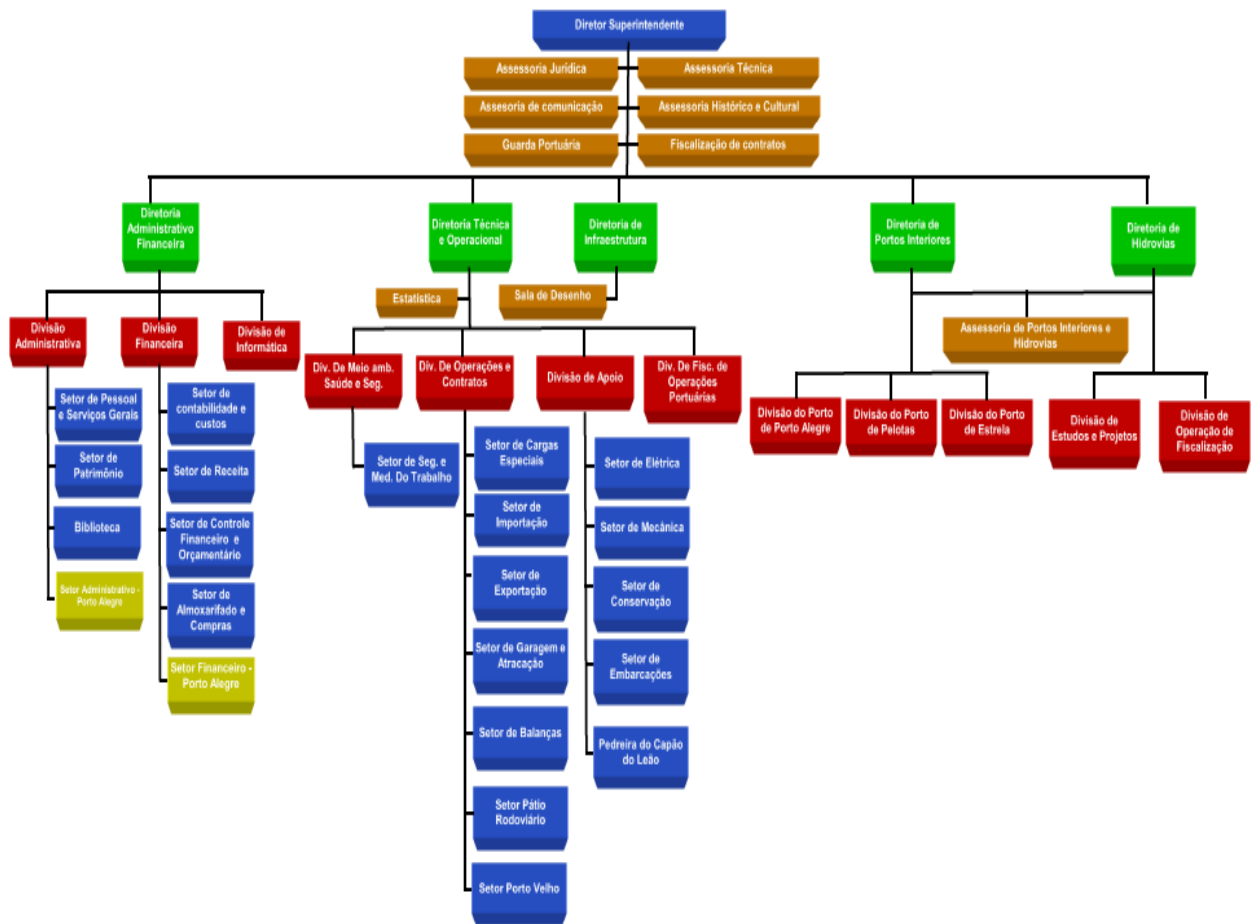 Diretor Superintendente
Assessoria Jurídica
Assessoria Técnica
Assesoria de comunicação
Assessoria Histórico e Cultural
Guarda Portuária
Fiscalização de contratos
Diretoria
Administrativo
Financeira
Diretoria Técnica
e Operacional
Diretoria de
Infraestrutura
Diretoria de
Portos Interiores
Diretoria de
Hidrovias
Estatística
Sala de Desenho
Assessoria de Portos Interiores e
Hidrovias
Divisão
Administrativa
Divisão
Financeira
Divisão de
Informática
Div. De Meio amb.
Saúde e Seg.
Div. De Operações e
Contratos
Divisão de Apoio
Div. De Fisc. de
Operações
Portuárias
Divisão do Porto
de Porto Alegre
Divisão do Porto
de Pelotas
Divisão do Porto
de Estrela
Divisão de
Estudos e Projetos
Divisão de
Operação de
Fiscalização
Setor de Pessoal
e Serviços Gerais
Setor de
Patrimônio
Biblioteca
Setor Administrativo -
Porto Alegre
Setor de
contabilidade e
custos
Setor de Receita
Setor de Controle
Financeiro e
Orçamentário
Setor de
Almoxarifado e
Compras
Setor Financeiro -
Porto Alegre
Setor de Seg. e
Med. Do Trabalho
Setor de Cargas
Especiais
Setor de
Importação
Setor de
Exportação
Setor de Garagem e
Atracação
Setor de Balanças
Setor Pátio
Rodoviário
Setor Porto Velho
Setor de Elétrica
Setor de Mecânica
Setor de
Conservação
Setor de
Embarcações
Pedreira do Capão
do Leão